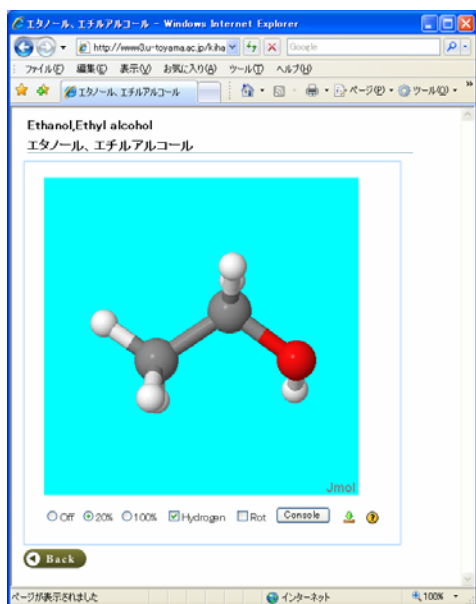 エタノール、エチルアルコール - Windows Internet Explorer
http://www3.u-toyama.ac.jp/kiha
Google
ファイル(F) 編集(E) 表示(V) お気に入り(A) ツール(T) ヘルプ(H)
エタノール、エチルアルコール ページ(P) ツール(O) »
Ethanol,Ethyl alcohol
エタノール、エチルアルコール
Jmol
Off 20% 100% Hydrogen Rot Console
Back
ページが表示されました インターネット 100%